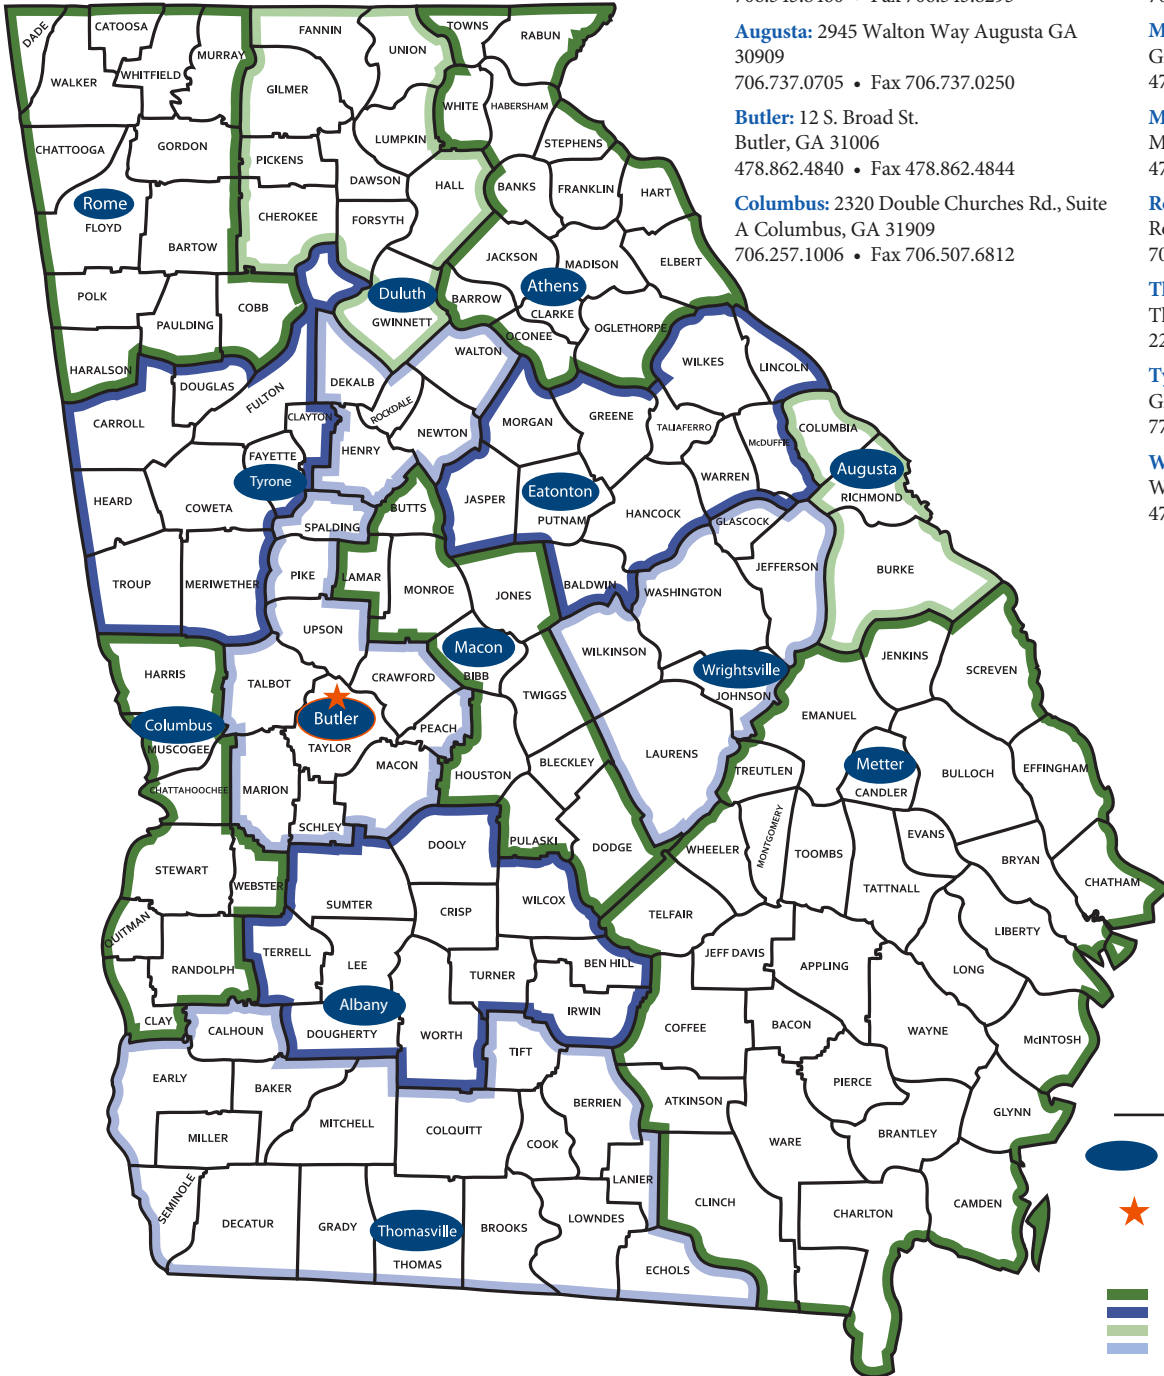 Augusta: 2945 Walton Way Augusta GA
30909
706.737.0705 • Fax 706.737.0250
Butler: 12 S. Broad St.
Butler, GA 31006
478.862.4840 • Fax 478.862.4844
Columbus: 2320 Double Churches Rd., Suite
A Columbus, GA 31909
706.257.1006 • Fax 706.507.6812
DADE
CATOOSA
FANNIN
TOWNS
RABUN
UNION
MURRAY
WHITFIELD
WALKER
GILMER
WHITE
HABERSHAM
LUMPKIN
STEPHENS
CHATTOOGA
GORDON
PICKENS
DAWSON
HALL
BANKS
FRANKLIN
HART
Rome
FLOYD
CHEROKEE
FORSYTH
BARTOW
JACKSON
MADISON
ELBERT
Duluth
Athens
POLK
COBB
BARROW
CLARKE
PAULDING
GWINNETT
OCONEE
OGLETHORPE
WALTON
WILKES
LINCOLN
HARALSON
DOUGLAS
DEKALB
FULTON
ROCKDALE
CARROLL
CLAYTON
NEWTON
MORGAN
GREENE
TALIAFERRO
McDUFFIE
COLUMBIA
HENRY
FAYETTE
Tyrone
Augusta
RICHMOND
HEARD
COWETA
BUTTS
JASPER
Eatonton
PUTNAM
WARREN
HANCOCK
GLASCOCK
SPALDING
TROUP
MERIWETHER
PIKE
LAMAR
MONROE
JONES
BALDWIN
WASHINGTON
JEFFERSON
BURKE
UPSON
Macon
BIBB
WILKINSON
JENKINS
SCREVEN
HARRIS
TALBOT
CRAWFORD
TWIGGS
Wrightsville
JOHNSON
EMANUEL
Columbus
MUSCOGEE
Butler
TAYLOR
PEACH
LAURENS
MACON
BLECKLEY
TREUTLEN
Metter
CANDLER
BULLOCH
EFFINGHAM
CHATTAHOOCHEE
MARION
HOUSTON
SCHLEY
PULASKI
DODGE
WHEELER
MONTGOMERY
TOOMBS
EVANS
BRYAN
STEWART
WEBSTER
DOOLY
TATTNALL
CHATHAM
SUMTER
CRISP
WILCOX
TELFAIR
QUITMAN
LIBERTY
TERRELL
LEE
TURNER
BEN HILL
JEFF DAVIS
APPLING
LONG
RANDOLPH
Albany
IRWIN
CLAY
CALHOUN
DOUGHERTY
WORTH
TIFT
COFFEE
BACON
WAYNE
McINTOSH
EARLY
BAKER
BERRIEN
ATKINSON
PIERCE
GLYNN
MILLER
MITCHELL
COLQUITT
COOK
WARE
BRANTLEY
LANIER
SEMINOLE
DECATUR
GRADY
Thomasville
THOMAS
BROOKS
LOWNDES
CLINCH
CHARLTON
CAMDEN
ECHOLS